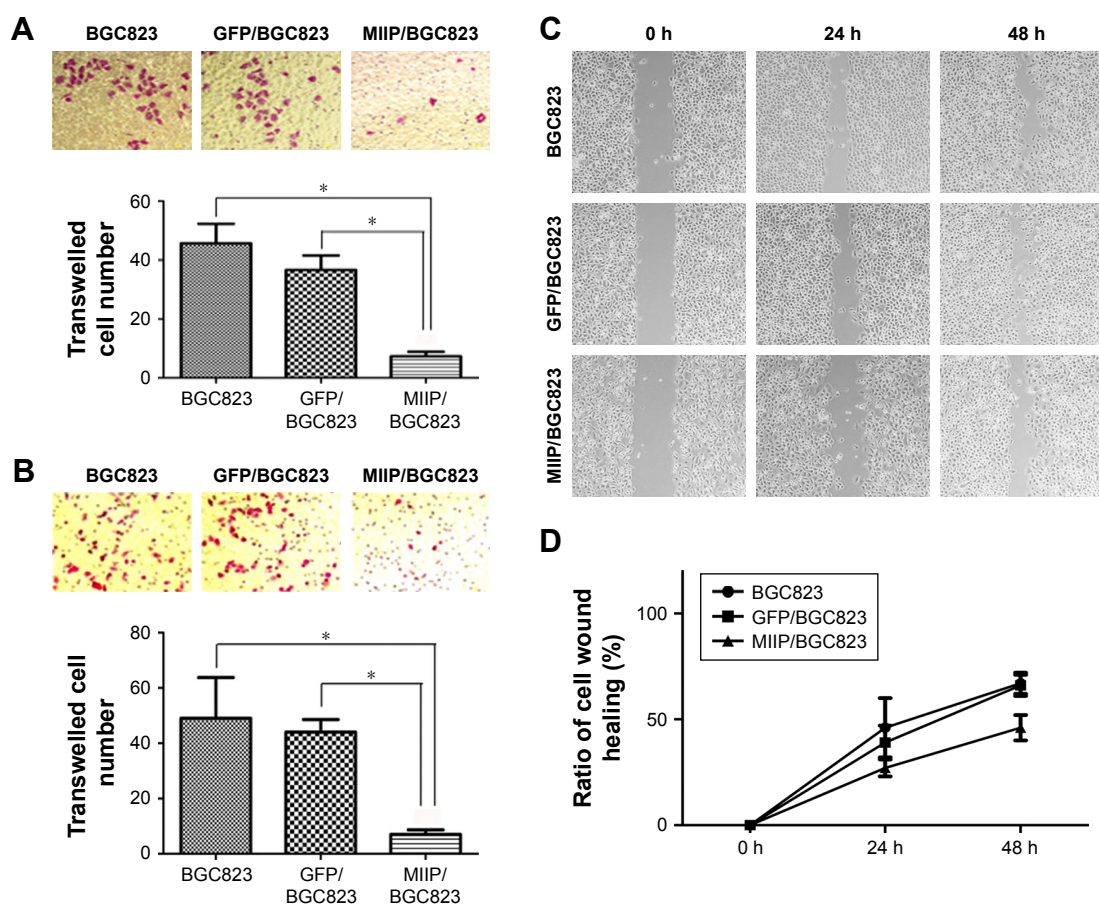 A
BGC823 GFP/BGC823 MIIP/BGC823
Transwelled
cell number
60
40
20
0
*
*
BGC823 GFP/ MIIP/
BGC823 BGC823
B
BGC823 GFP/BGC823 MIIP/BGC823
Transwelled cell
number
80
60
40
20
0
*
*
BGC823 GFP/ MIIP/
BGC823 BGC823
C
0 h 24 h 48 h
BGC823
GFP/BGC823
MIIP/BGC823
D
Ratio of cell wound
healing (%)
100
50
0
BGC823
GFP/BGC823
MIIP/BGC823
0 h 24 h 48 h